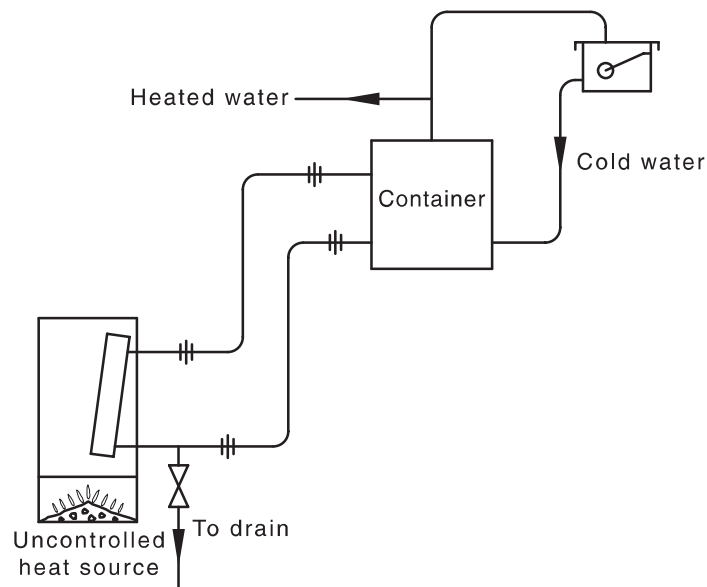 Heated water
Cold water
Container
To drain
Uncontrolled
heat source